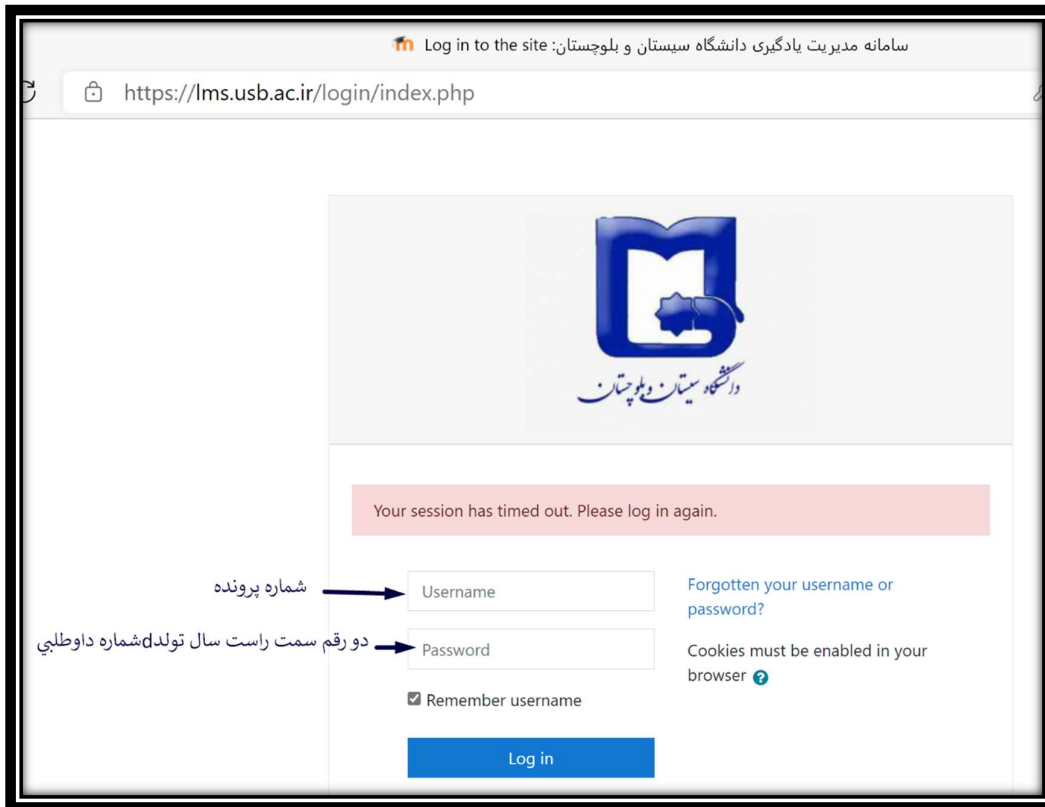 سامانه مدیریت یادگیری دانشگاه سیستان و بلوچستان: Log in to the site
https://lms.usb.ac.ir/login/index.php
دانشگاه سیستان و بلوچستان
Your session has timed out. Please log in again.
شماره پرونده
Username
Forgotten your username or
password?
دو رقم سمت راست سال تولدdشماره داوطلبي
Password
Cookies must be enabled in your
browser
Remember username
Log in